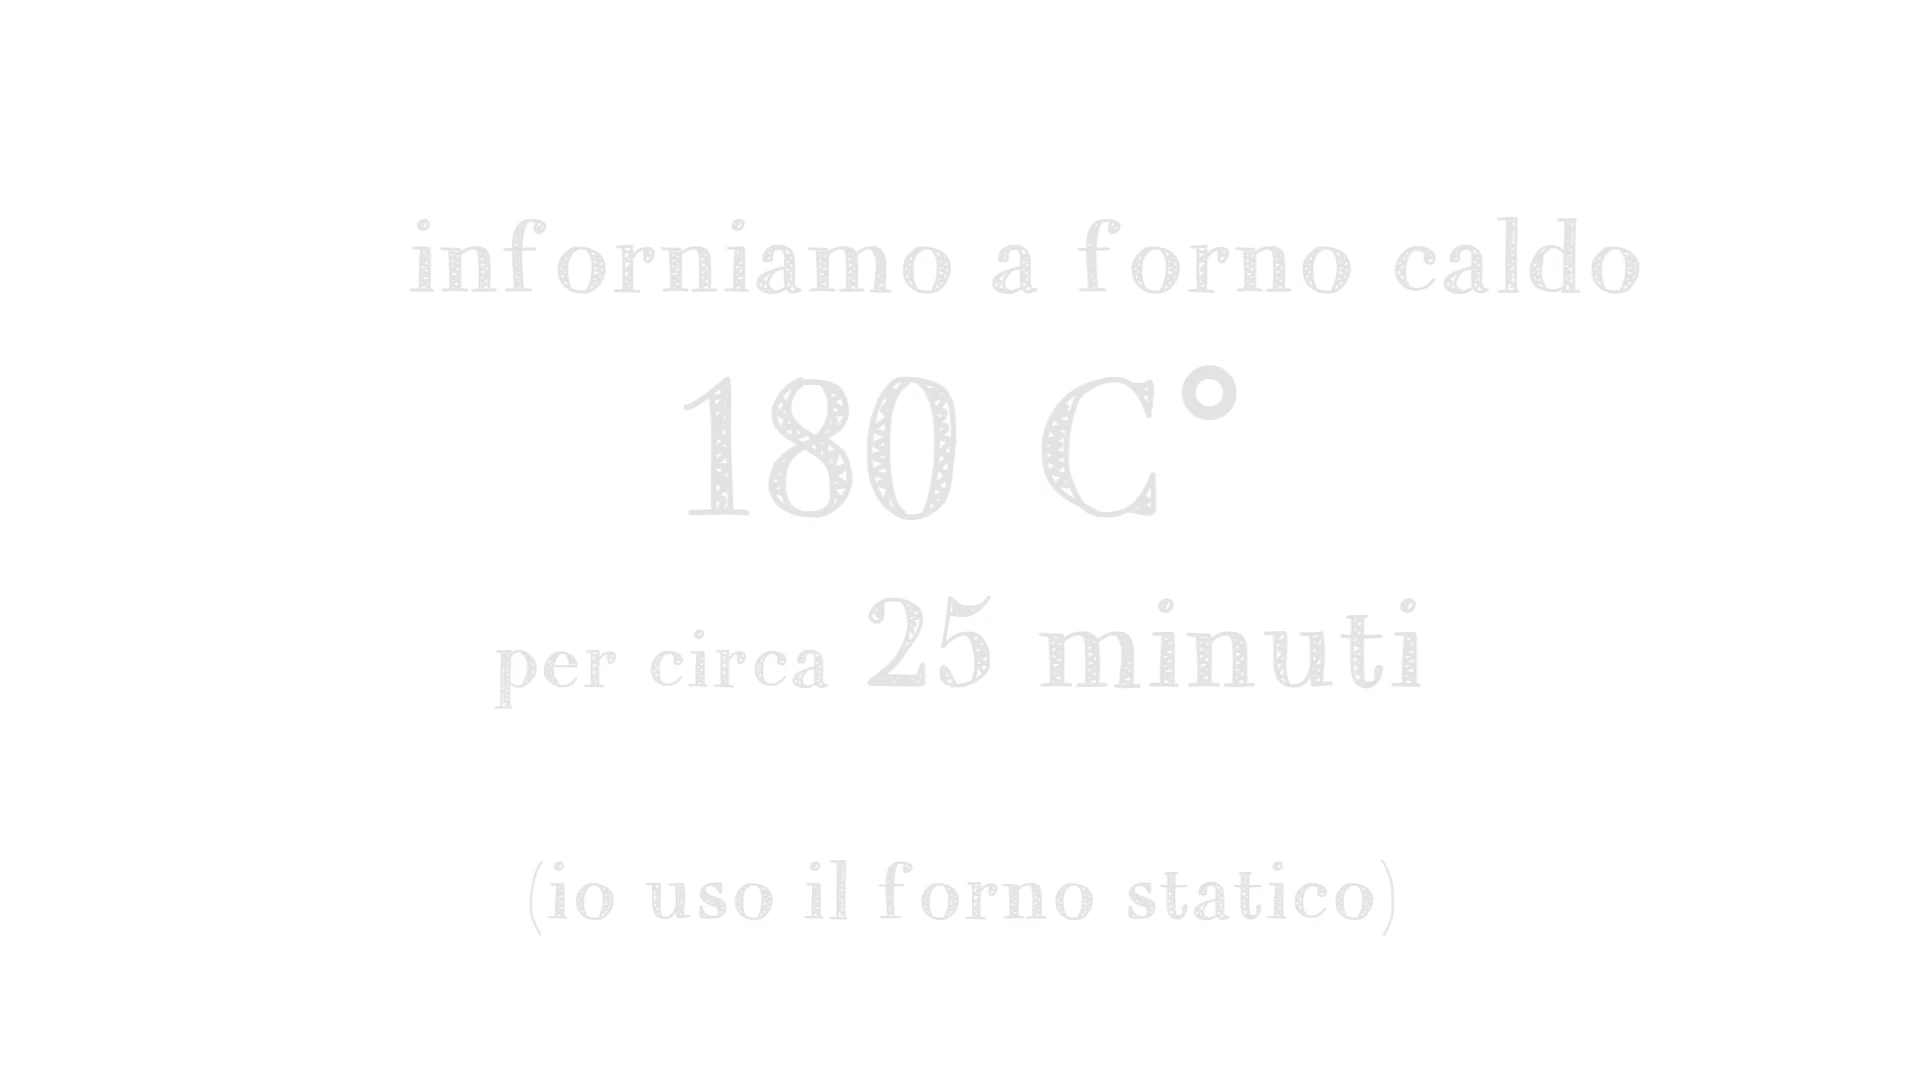 inforniamo a forno caldo
180 C°
per circa 25 minuti
(io uso il forno statico)